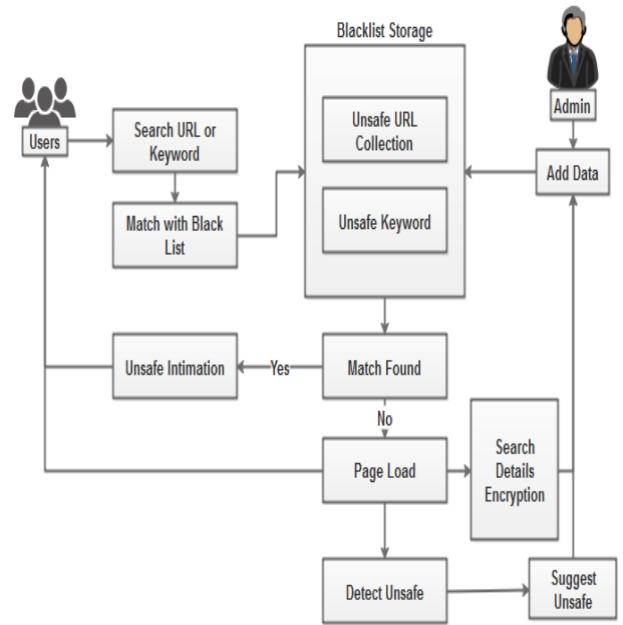 Blacklist Storage
Users
Admin
Search URL or
Keyword
Unsafe URL
Collection
Add Data
Match with Black
List
Unsafe Keyword
Unsafe Intimation
Yes
Match Found
No
Page Load
Search
Details
Encryption
Detect Unsafe
Suggest
Unsafe